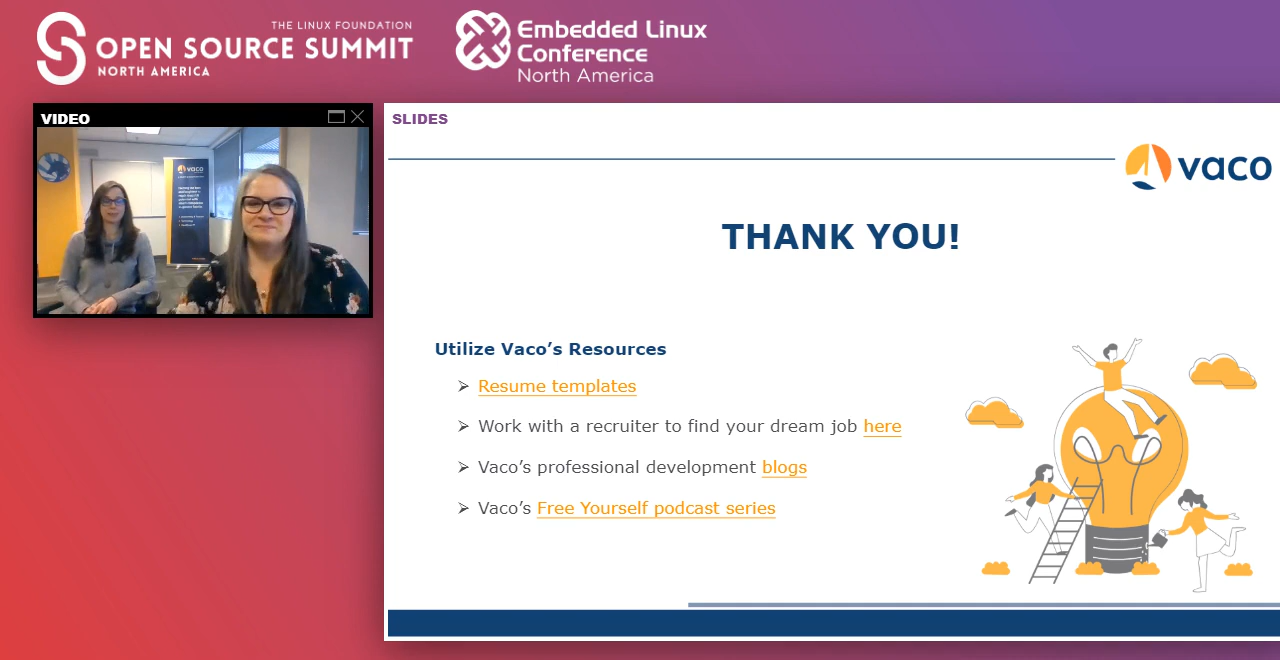 THE LINUX FOUNDATION
OPEN SOURCE SUMMIT
NORTH AMERICA
Embedded Linux
Conference
North America
VIDEO
vaco
SLIDES
vaco
THANK YOU!
Utilize Vaco’s Resources
➢ Resume templates
➢ Work with a recruiter to find your dream job here
➢ Vaco’s professional development blogs
➢ Vaco’s Free Yourself podcast series